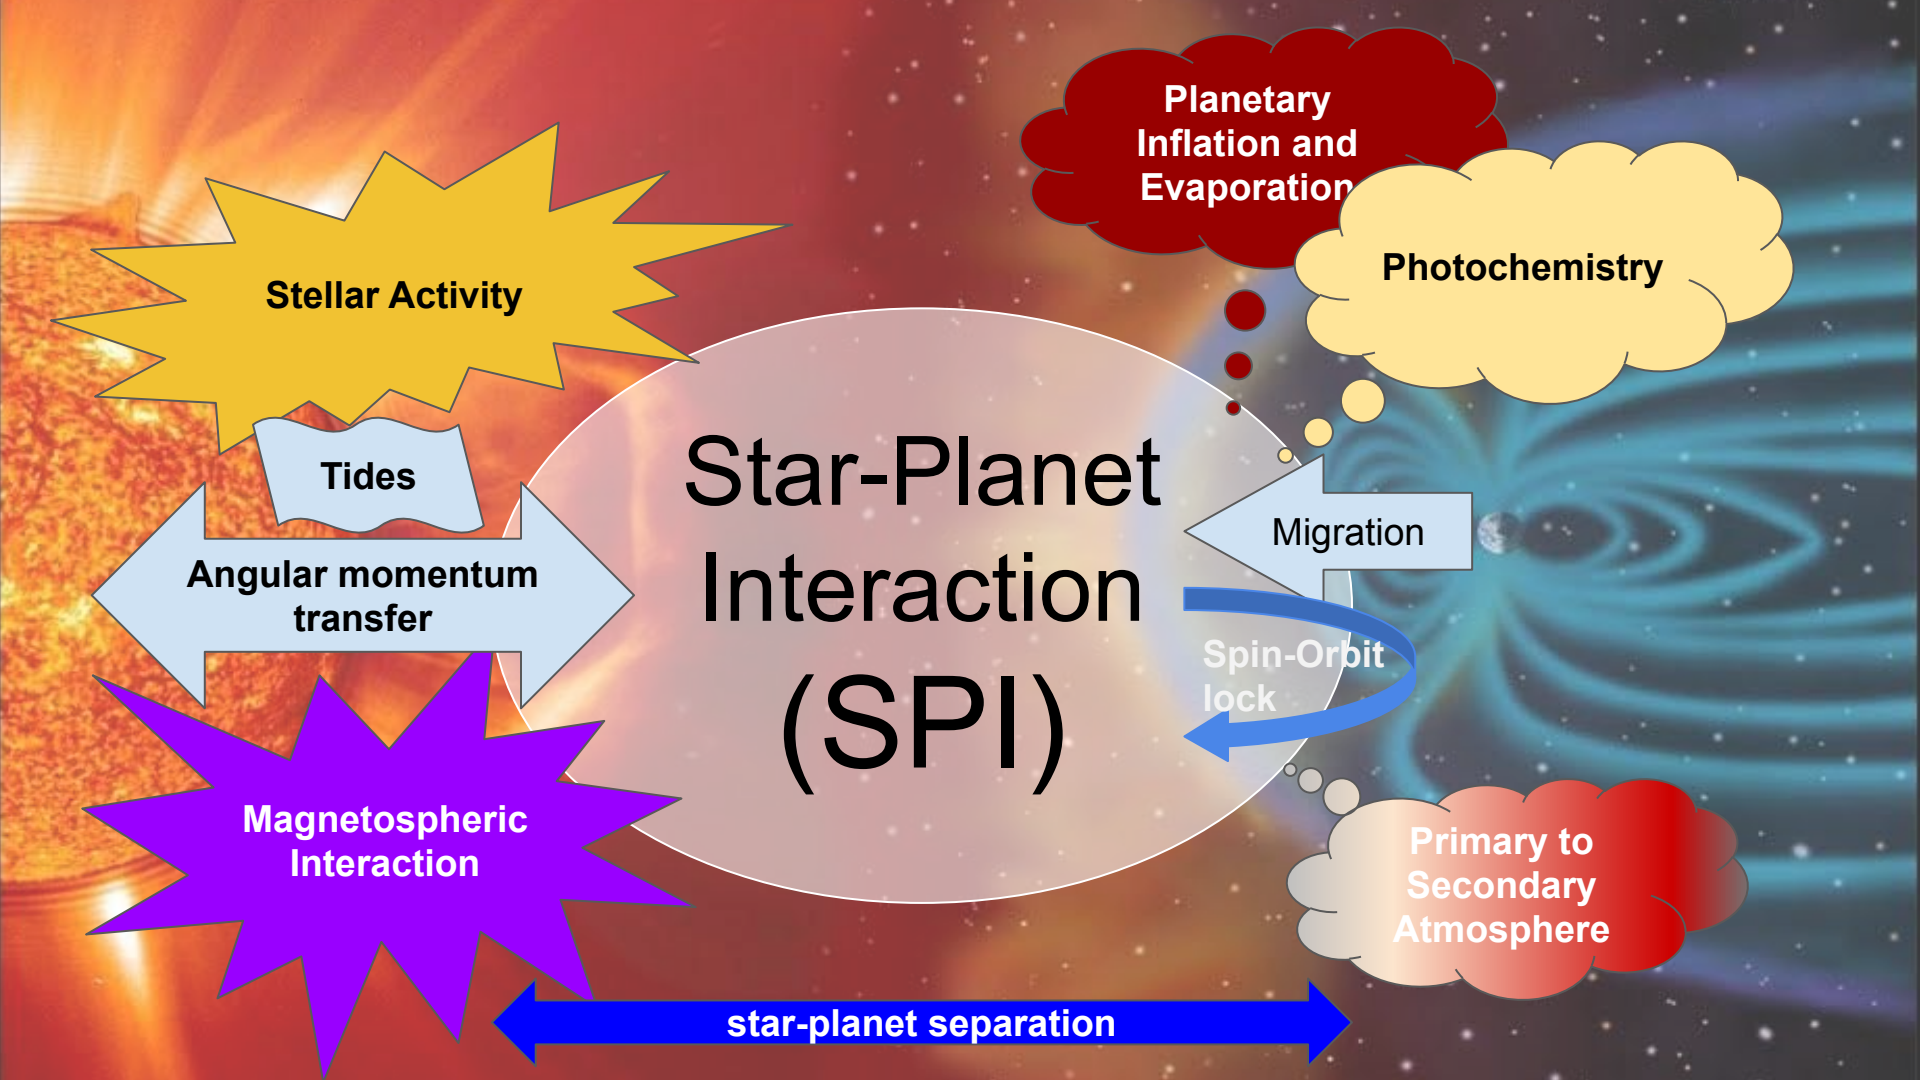 Planetary
Inflation and
Evaporation
Photochemistry
Stellar Activity
Tides
Angular momentum
transfer
Star-Planet
Interaction
(SPI)
Migration
Spin-Orbit
lock
Magnetospheric
Interaction
Primary to
Secondary
Atmosphere
star-planet separation